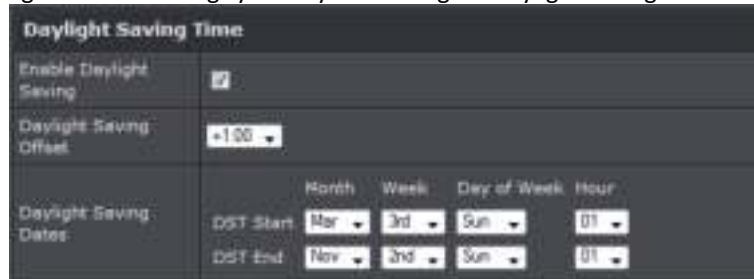 Daylight Saving Time
Enable Daylight Saving
Daylight Saving Offset
+1:00
Month Week Day of Week Hour
Daylight Saving Dates
DST Start Mar 3rd Sun 01
DST End Nov 2nd Sun 01